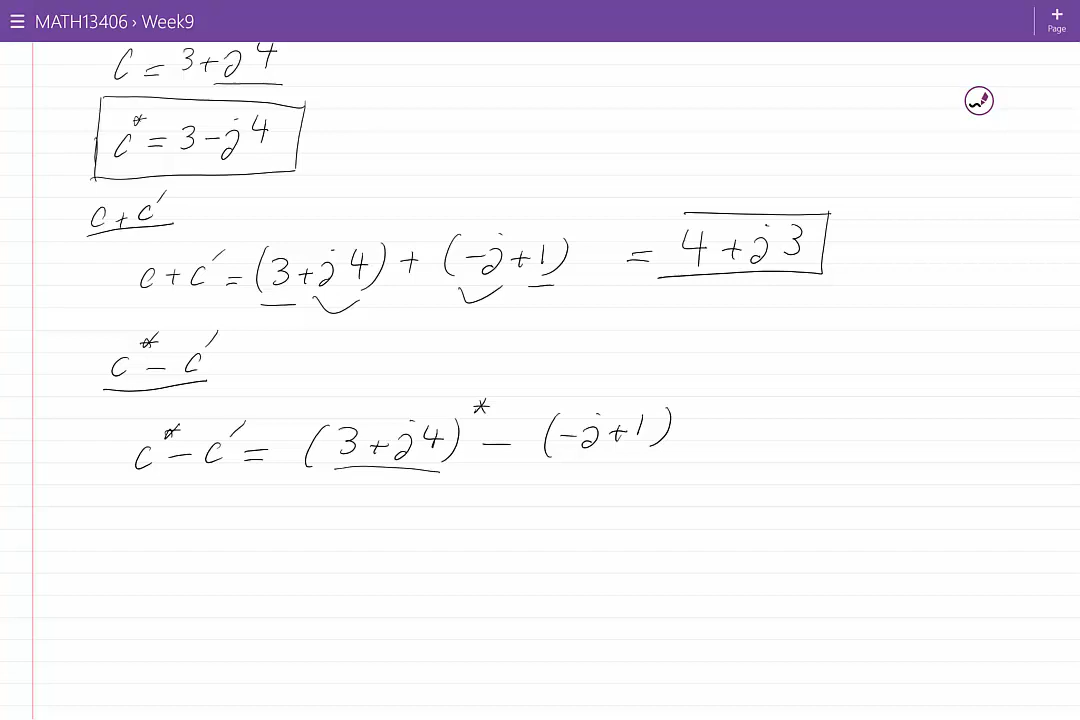 MATH13406 › Week9
Page
C = 3+j4
C* = 3-j4
c + c′
c + c′ = (3+j4) + (-j+1) = 4+j3
c* - c′
c* - c′ = (3+j4)* - (-j+1)